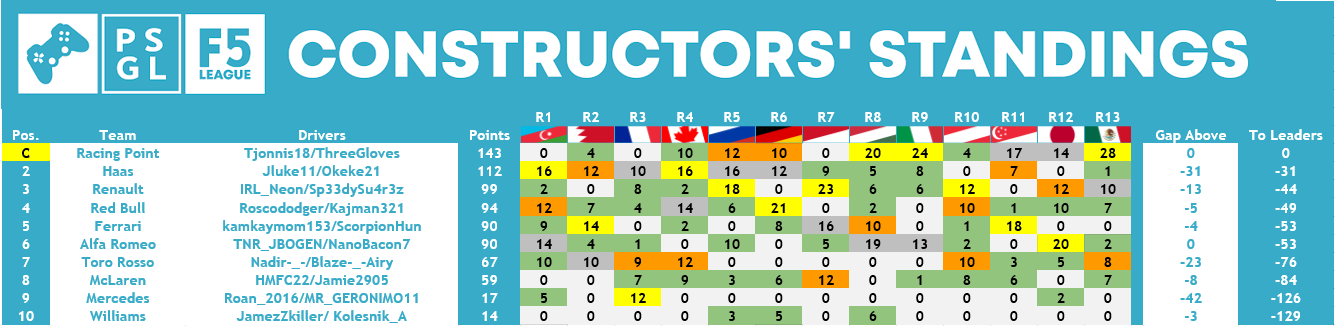 PS
GL
F5
LEAGUE
CONSTRUCTORS' STANDINGS
R1 R2 R3 R4 R5 R6 R7 R8 R9 R10 R11 R12 R13
Pos. Team Drivers Points Gap Above To Leaders
C Racing Point Tjonnis18/ThreeGloves 143 0 4 0 10 12 10 0 20 24 4 17 14 28 0 0
2 Haas Jluke11/Okeke21 112 16 12 10 16 16 12 9 5 8 0 7 0 1 -31 -31
3 Renault IRL_Neon/Sp33dySu4r3z 99 2 0 8 2 18 0 23 6 6 12 0 12 10 -13 -44
4 Red Bull Roscododger/Kajman321 94 12 7 4 14 6 21 0 2 0 10 1 10 7 -5 -49
5 Ferrari kamkaymom153/ScorpionHun 90 9 14 0 2 0 8 16 10 0 1 18 0 0 -4 -53
6 Alfa Romeo TNR_JBOGEN/NanoBacon7 90 14 4 1 0 10 0 5 19 13 2 0 20 2 0 -53
7 Toro Rosso Nadir-_-/Blaze-_-Airy 67 10 10 9 12 0 0 0 0 0 10 3 5 8 -23 -76
8 McLaren HMFC22/Jamie2905 59 0 0 7 9 3 6 12 0 1 8 6 0 7 -8 -84
9 Mercedes Roan_2016/MR_GERONIMO11 17 5 0 12 0 0 0 0 0 0 0 0 2 0 -42 -126
10 Williams JamezZkiller/ Kolesnik_A 14 0 0 0 0 3 5 0 6 0 0 0 0 0 -3 -129